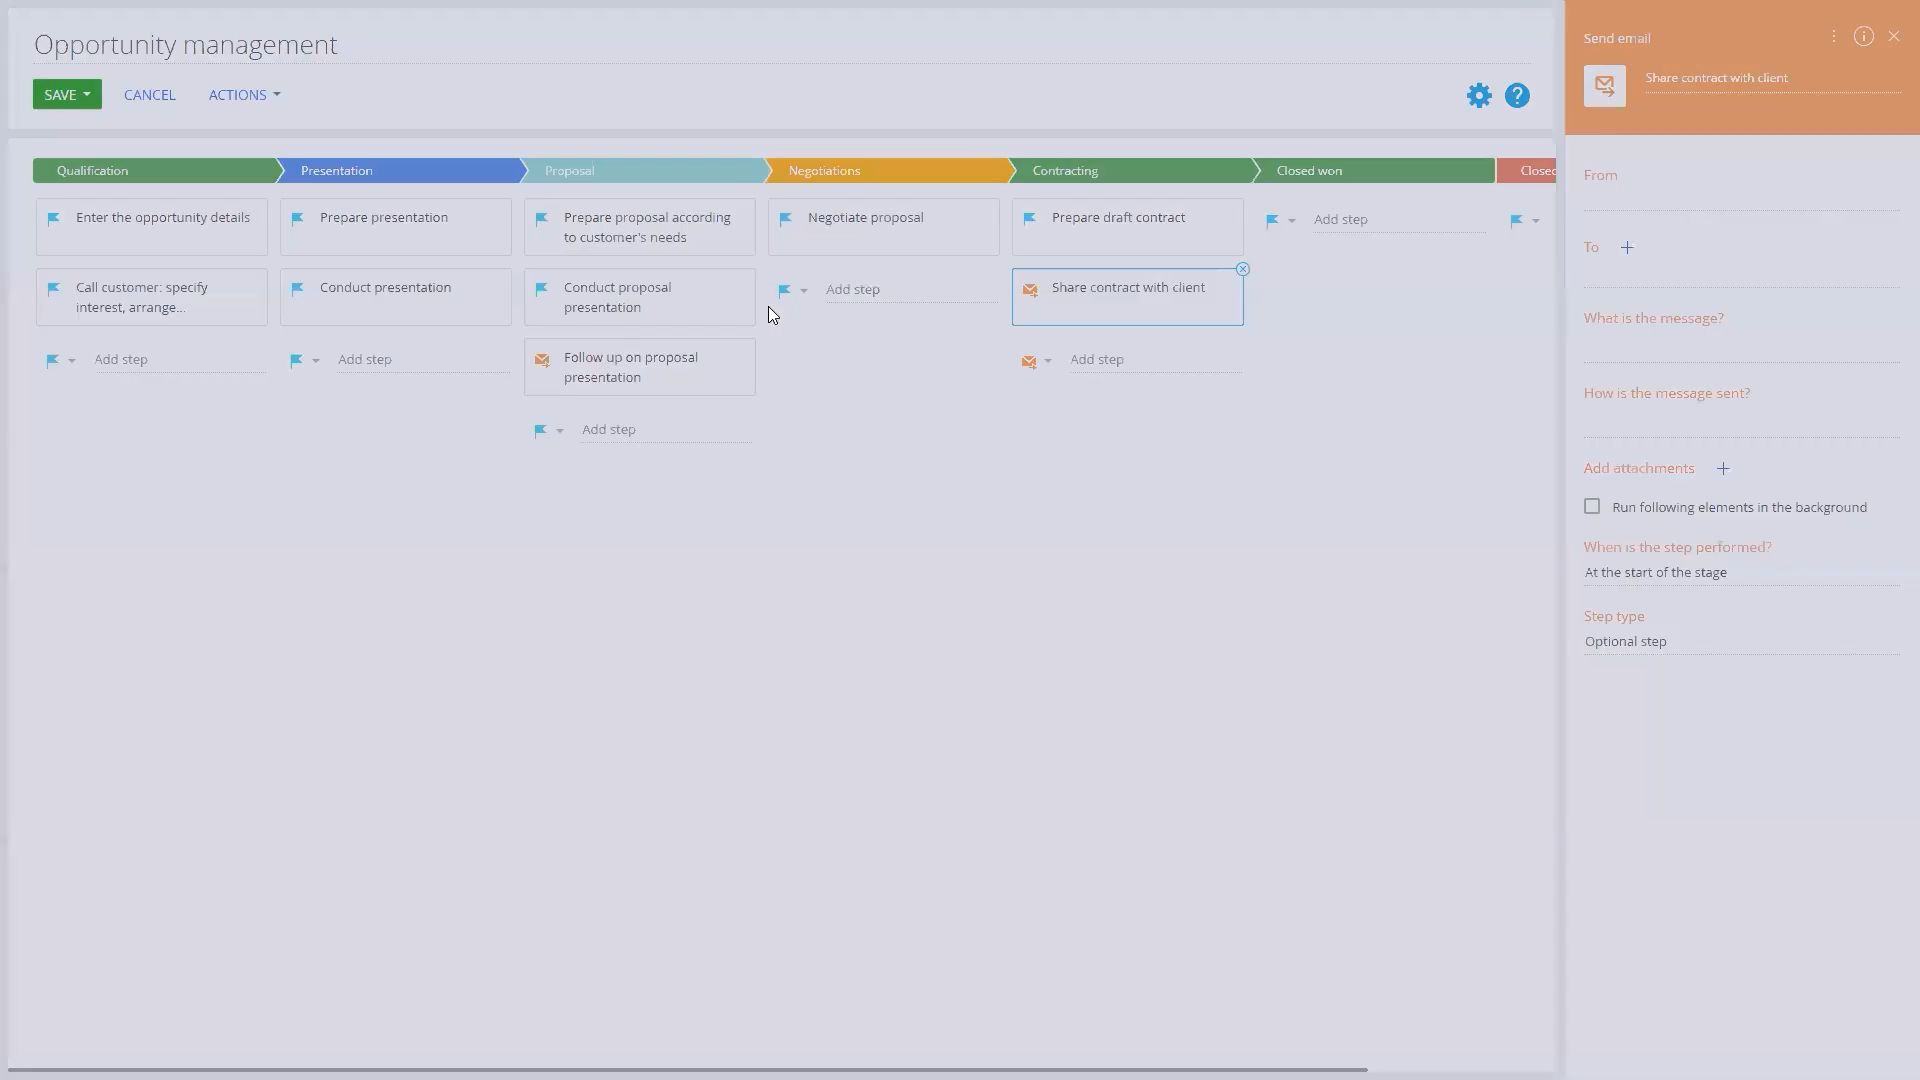 Opportunity management
SAVE
CANCEL
ACTIONS
Qualification
Presentation
Proposal
Negotiations
Contracting
Closed won
Closed
Enter the opportunity details
Prepare presentation
Prepare proposal according
to customer's needs
Negotiate proposal
Prepare draft contract
Add step
Call customer: specify
interest, arrange...
Conduct presentation
Conduct proposal
presentation
Add step
Share contract with client
Add step
Add step
Follow up on proposal
presentation
Add step
Add step
Send email
Share contract with client
From
To
What is the message?
How is the message sent?
Add attachments
Run following elements in the background
When is the step performed?
At the start of the stage
Step type
Optional step